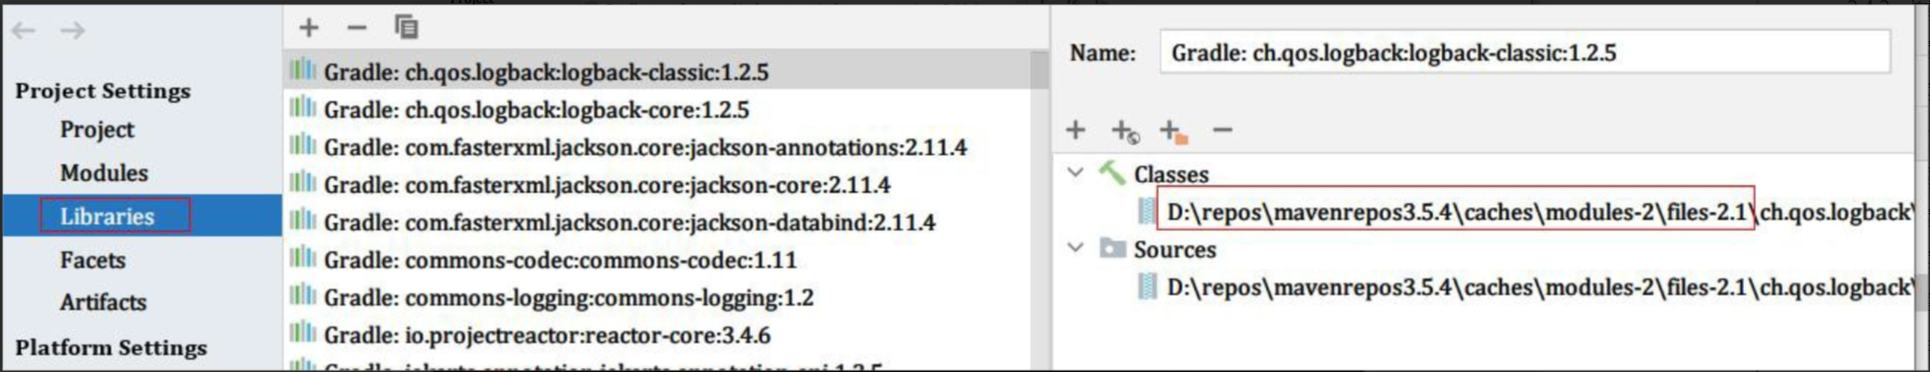 Project Settings
Project
Modules
Libraries
Facets
Artifacts
Platform Settings
Gradle: ch.qos.logback:logback-classic:1.2.5
Gradle: ch.qos.logback:logback-core:1.2.5
Gradle: com.fasterxml.jackson.core:jackson-annotations:2.11.4
Gradle: com.fasterxml.jackson.core:jackson-core:2.11.4
Gradle: com.fasterxml.jackson.core:jackson-databind:2.11.4
Gradle: commons-codec:commons-codec:1.11
Gradle: commons-logging:commons-logging:1.2
Gradle: io.projectreactor:reactor-core:3.4.6
Name: Gradle: ch.qos.logback:logback-classic:1.2.5
Classes
D:\repos\mavenrepos3.5.4\caches\modules-2\files-2.1\ch.qos.logback\
Sources
D:\repos\mavenrepos3.5.4\caches\modules-2\files-2.1\ch.qos.logback\